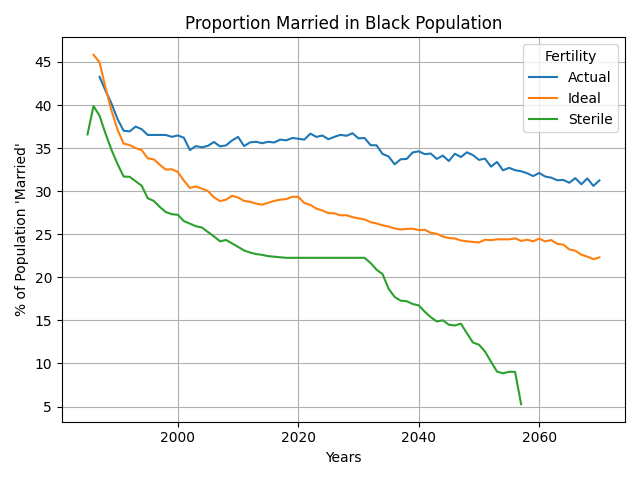 Proportion Married in Black Population
Fertility
Actual
Ideal
Sterile
% of Population 'Married'
45
40
35
30
25
20
15
10
5
2000
2020
2040
2060
Years